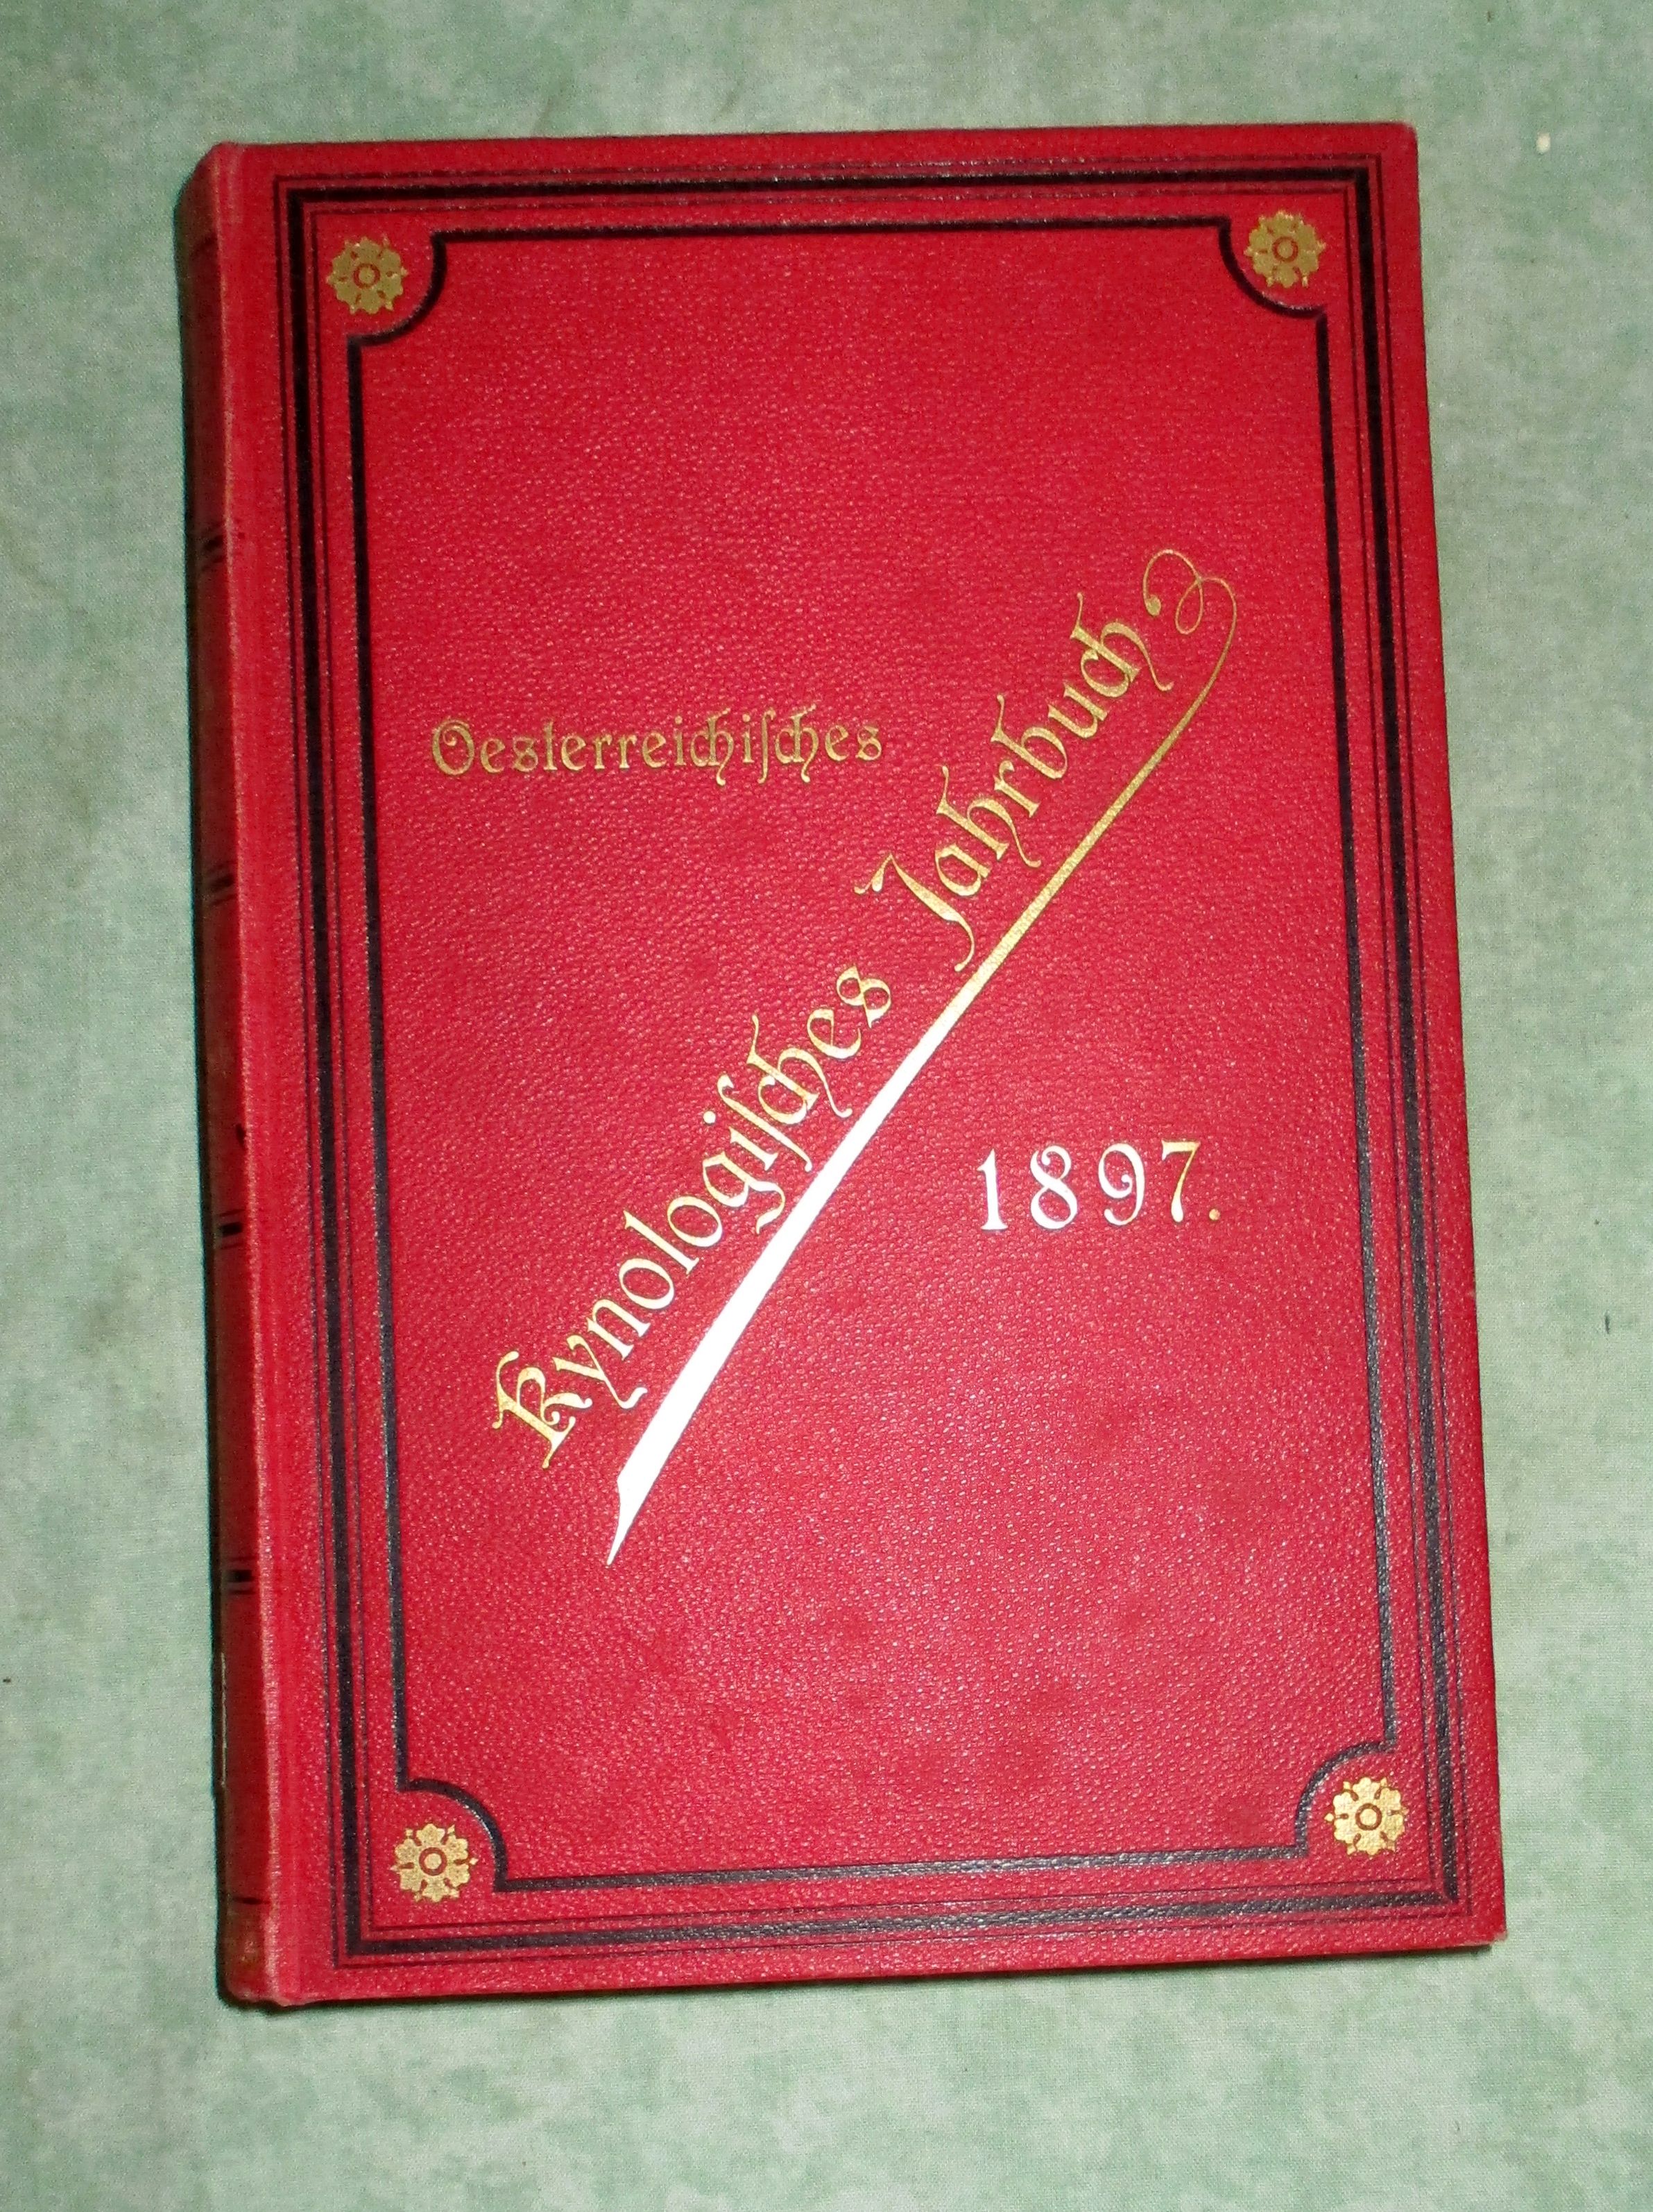 Oesterreichiſches
Kynologiſches Jahrbuch
1897.